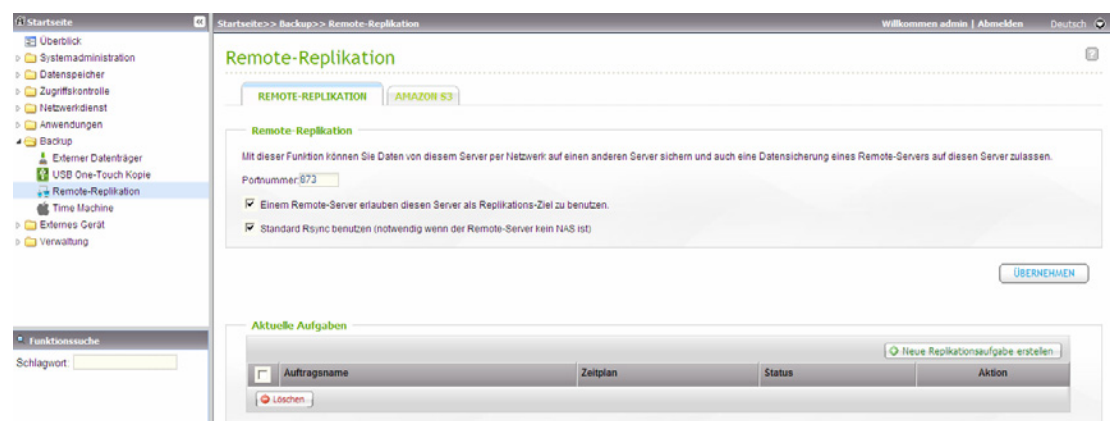 Startseite
Startseite>> Backup>> Remote-Replikation
Willkommen admin | Abmelden
Deutsch
Überblick
Systemadministration
Datenspeicher
Zugriffskontrolle
Netzwerkdienst
Anwendungen
Backup
Externer Datenträger
USB One-Touch Kopie
Remote-Replikation
Time Machine
Externes Gerät
Verwaltung
Funktionssuche
Schlagwort:
Remote-Replikation
REMOTE-REPLIKATION
AMAZON S3
Remote-Replikation
Mit dieser Funktion können Sie Daten von diesem Server per Netzwerk auf einen anderen Server sichern und auch eine Datensicherung eines Remote-Servers auf diesen Server zulassen.
Portnummer: 873
Einem Remote-Server erlauben diesen Server als Replikations-Ziel zu benutzen.
Standard Rsync benutzen (notwendig wenn der Remote-Server kein NAS ist)
ÜBERNEHMEN
Aktuelle Aufgaben
Neue Replikationsaufgabe erstellen
Auftragsname Zeitplan Status Aktion
Löschen